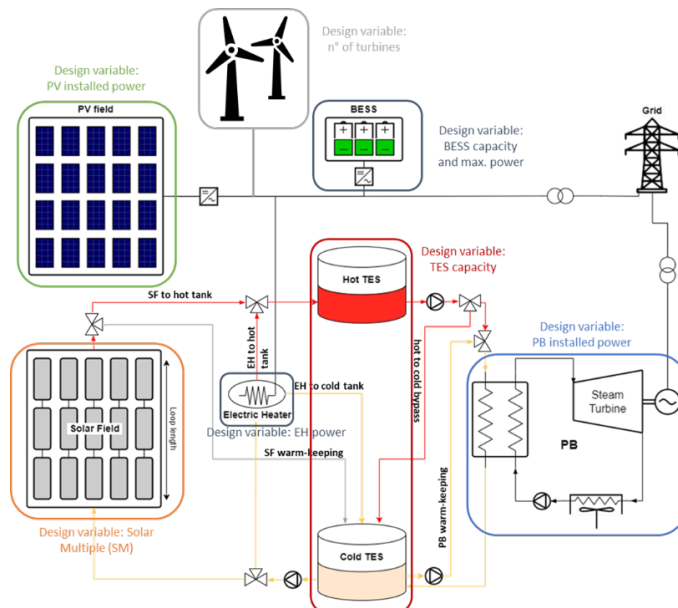 Design variable:
n° of turbines
Design variable:
PV installed power
PV field
BESS
Design variable:
BESS capacity
and max. power
Grid
Design variable:
TES capacity
Hot TES
SF to hot tank
EH to hot
tank
hot to cold bypass
Design variable:
PB installed power
Steam
Turbine
PB
EH to cold tank
Electric Heater
Design variable: EH power
Solar Field
Loop length
SF warm-keeping
PB warm-keeping
Design variable: Solar
Multiple (SM)
Cold TES